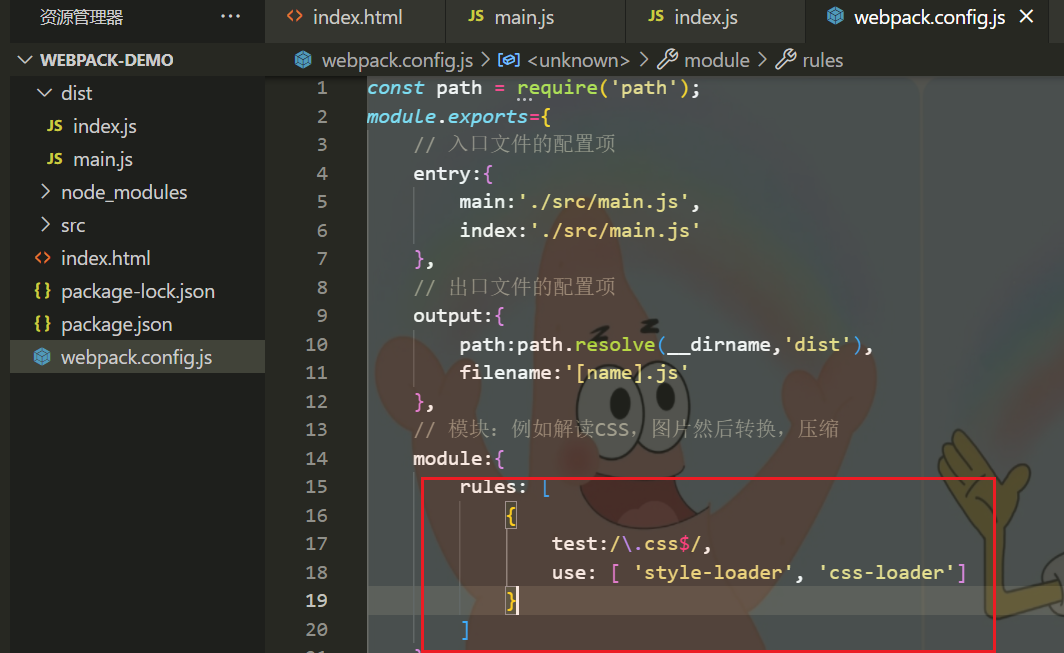 资源管理器 ···
index.html
JS main.js
JS index.js
webpack.config.js
WEBPACK-DEMO
webpack.config.js > <unknown> > module > rules
dist
JS index.js
JS main.js
node_modules
src
index.html
{} package-lock.json
{} package.json
webpack.config.js
1 const path = require('path');
2 module.exports={
3 // 入口文件的配置项
4 entry:{
5 main:'./src/main.js',
6 index:'./src/main.js'
7 },
8 // 出口文件的配置项
9 output:{
10 path:path.resolve(__dirname,'dist'),
11 filename:'[name].js'
12 },
13 // 模块：例如解读CSS，图片然后转换，压缩
14 module:{
15 rules: [
16 {
17 test:/\.css$/,
18 use: [ 'style-loader', 'css-loader']
19 }
20 ]